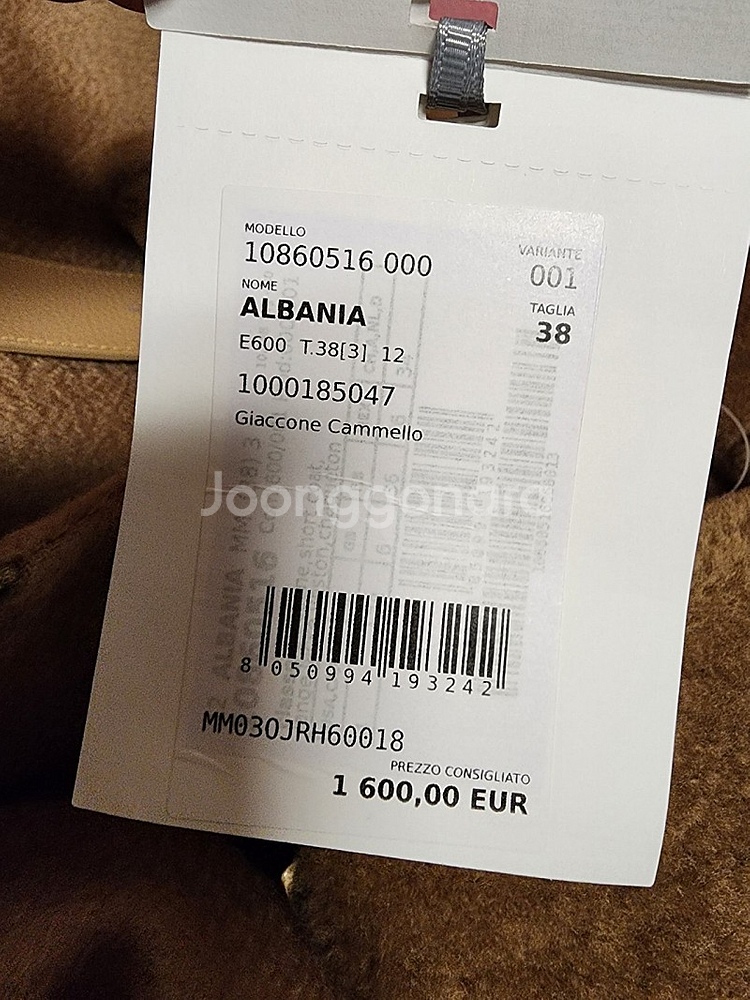 MODELLO
10860516 000
VARIANTE
001
NOME
ALBANIA
TAGLIA
38
E600 T.38[3] 12
1000185047
Giaccone Cammello
Joonggonara
8 050994 193242
MM03OJRH60018
PREZZO CONSIGLIATO
1 600,00 EUR